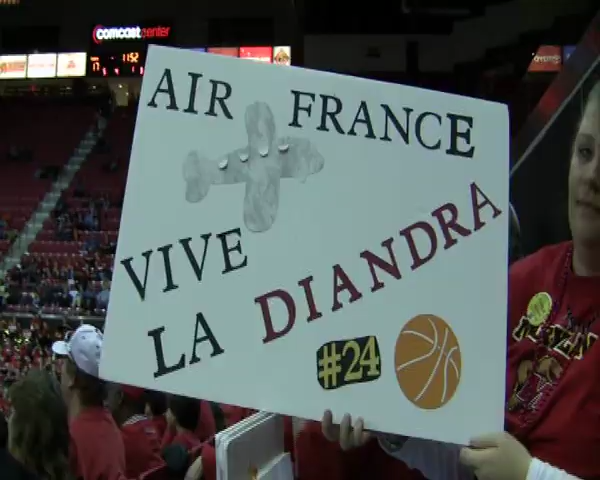 comcast center
AIR FRANCE
VIVE
LA DIANDRA
#24